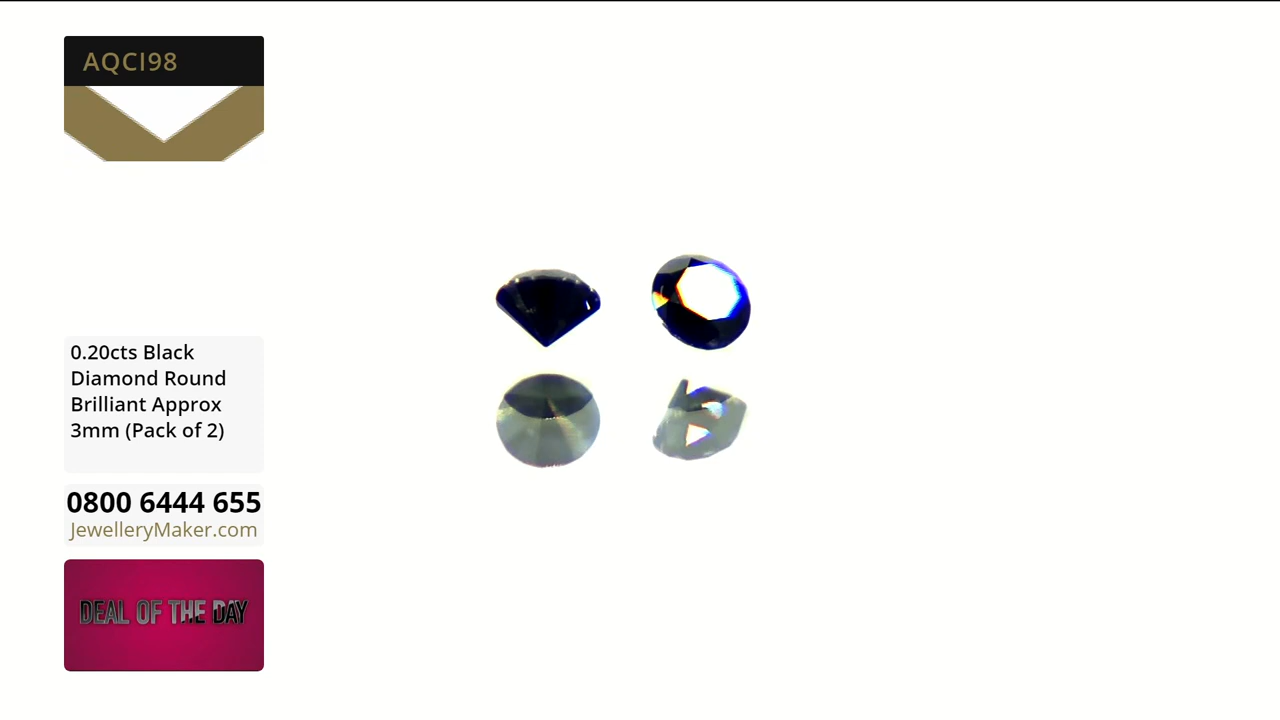 AQCI98
0.20cts Black
Diamond Round
Brilliant Approx
3mm (Pack of 2)
0800 6444 655
JewelleryMaker.com
DEAL OF THE DAY